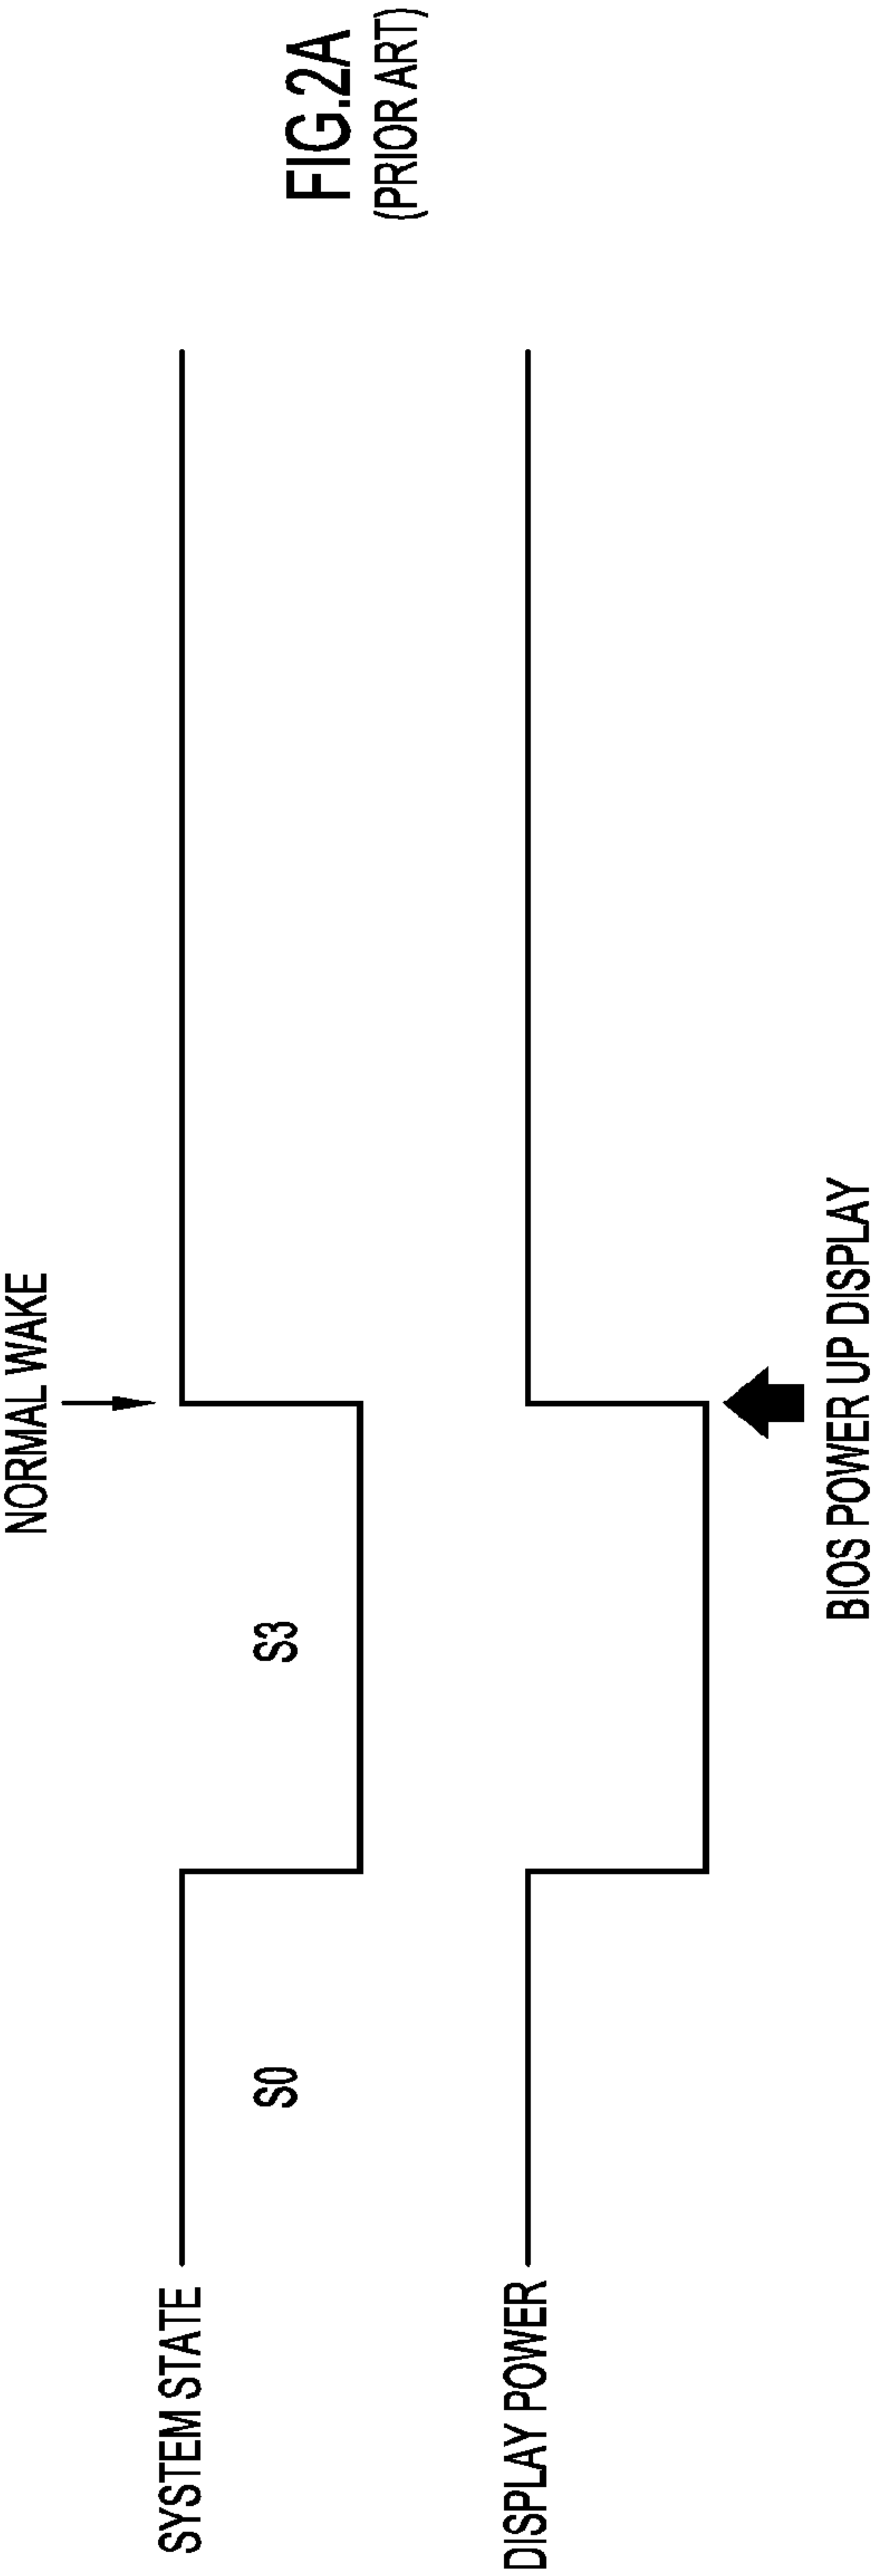 NORMAL WAKE
SYSTEM STATE
S0
S3
DISPLAY POWER
BIOS POWER UP DISPLAY
FIG.2A
(PRIOR ART)